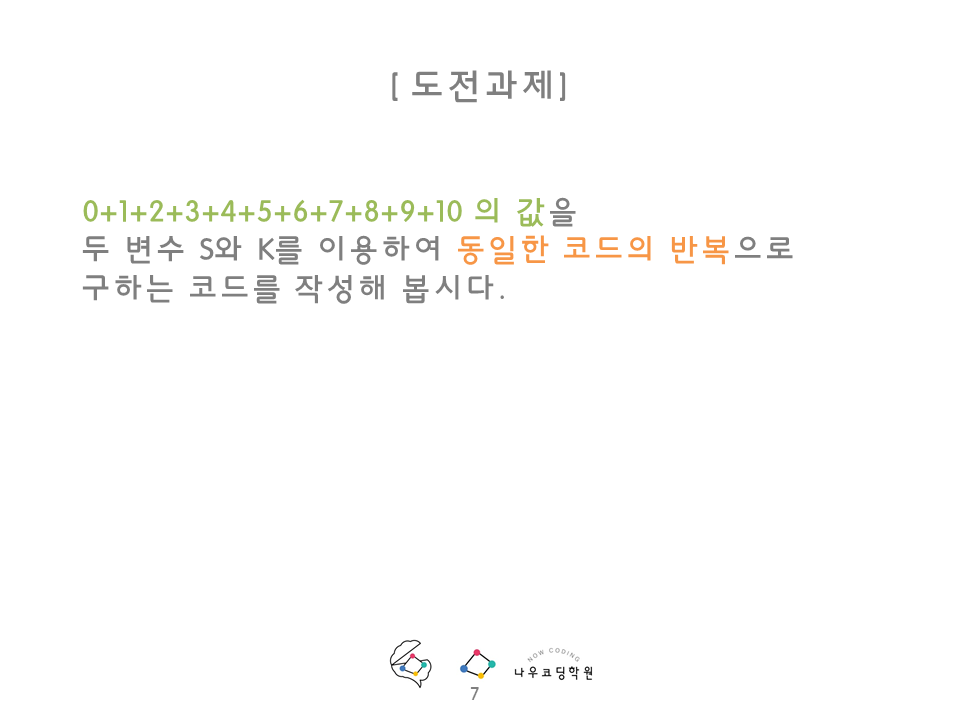 [ 도전과제]
0+1+2+3+4+5+6+7+8+9+10 의 값을
두 변수 S와 K를 이용하여 동일한 코드의 반복으로
구하는 코드를 작성해 봅시다.
NOW CODING
나우코딩학원
7